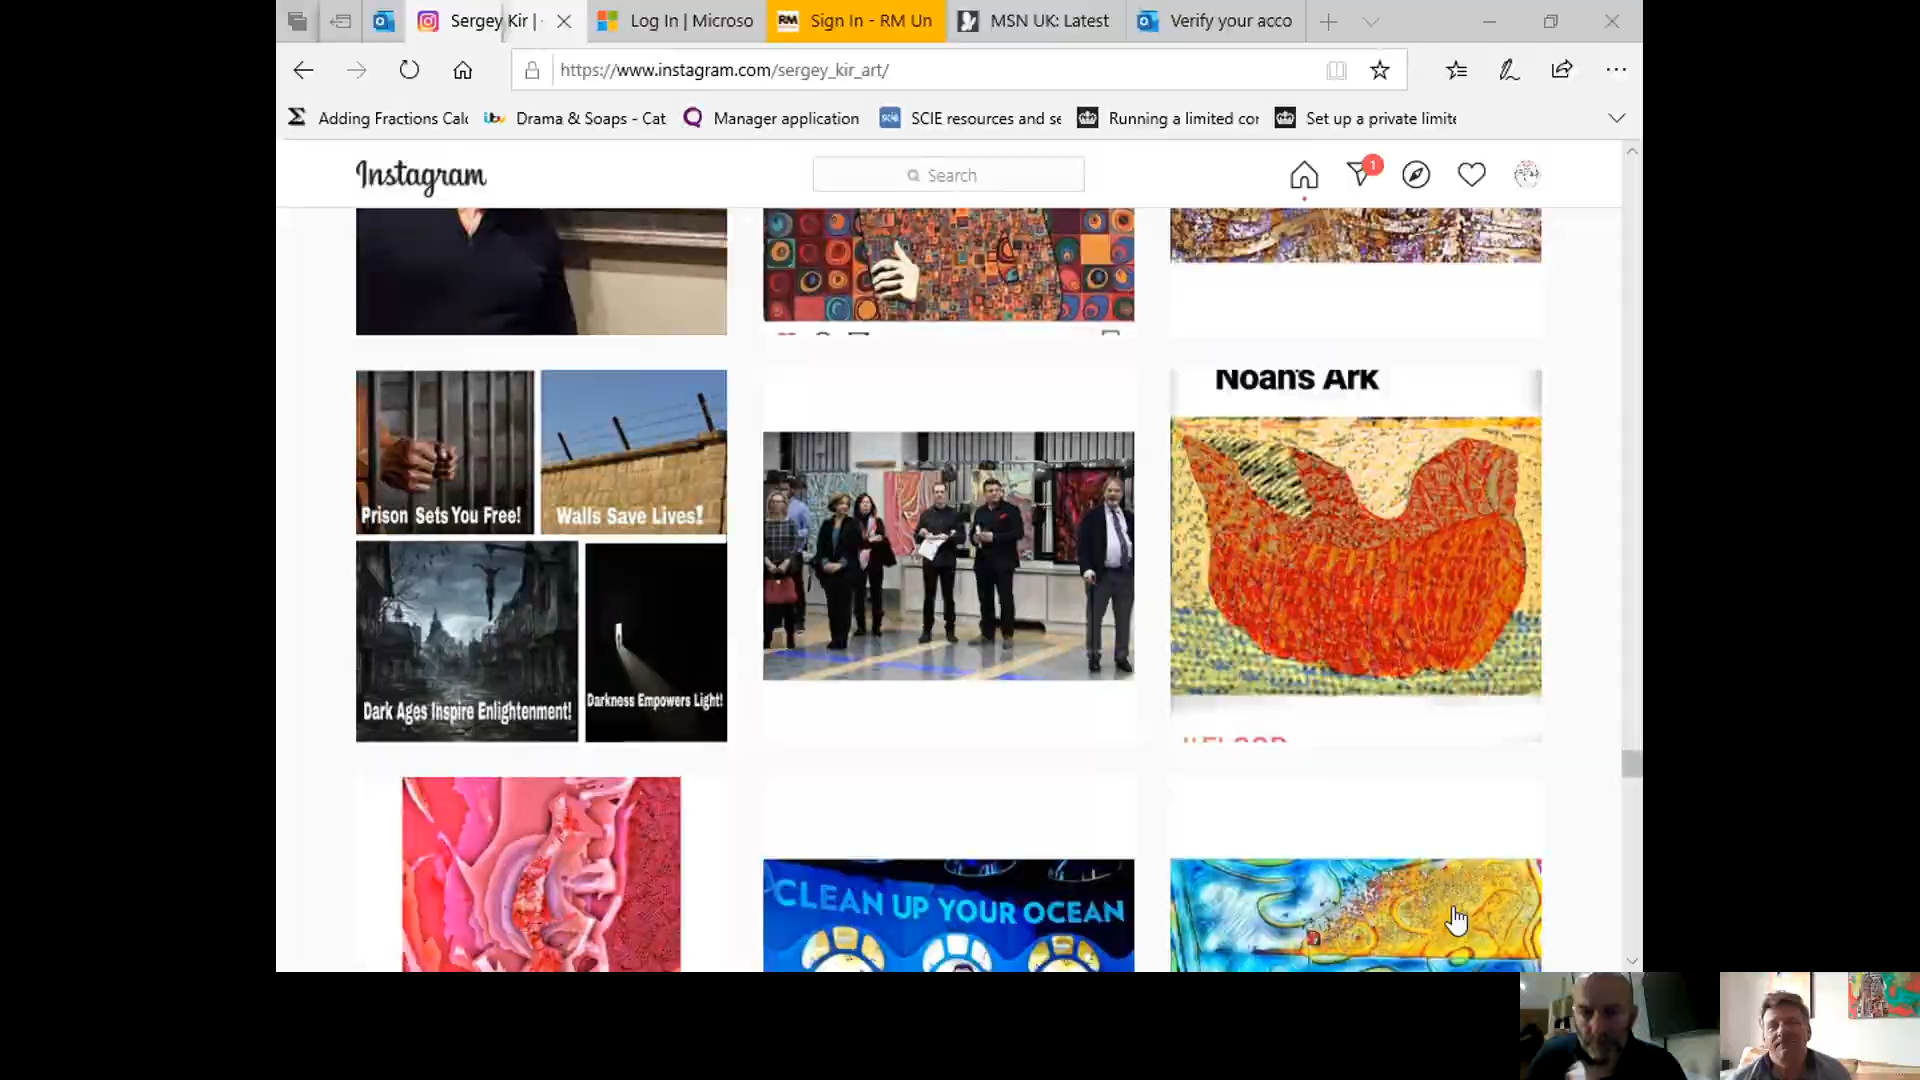 Sergey Kir |
Log In | Microso
RM
Sign In - RM Un
MSN UK: Latest
Verify your acco
https://www.instagram.com/sergey_kir_art/
Adding Fractions Calc
itv
Drama & Soaps - Cat
Manager application
scie
SCIE resources and se
Running a limited cor
Set up a private limite
Instagram
Search
1
Noah's Ark
Prison Sets You Free!
Walls Save Lives!
Dark Ages Inspire Enlightenment!
Darkness Empowers Light!
CLEAN UP YOUR OCEAN